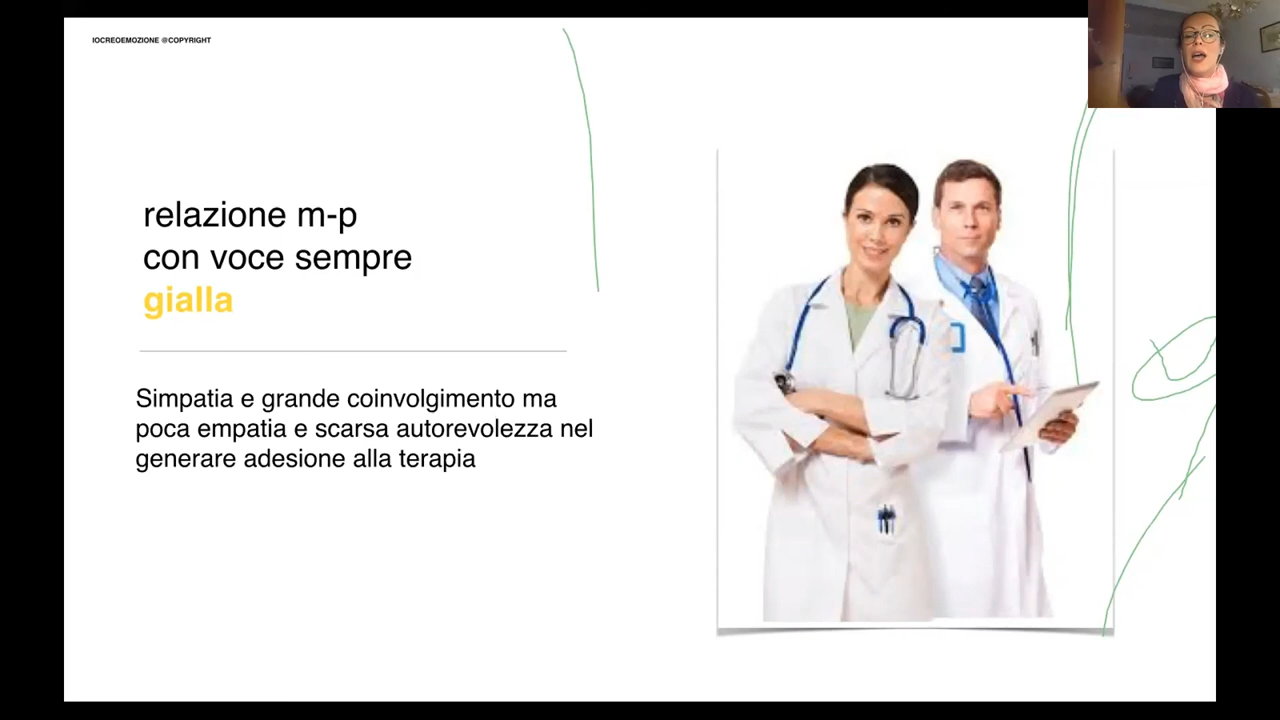 IOCREOEMOZIONE @COPYRIGHT
relazione m-p
con voce sempre
gialla
Simpatia e grande coinvolgimento ma
poca empatia e scarsa autorevolezza nel
generare adesione alla terapia